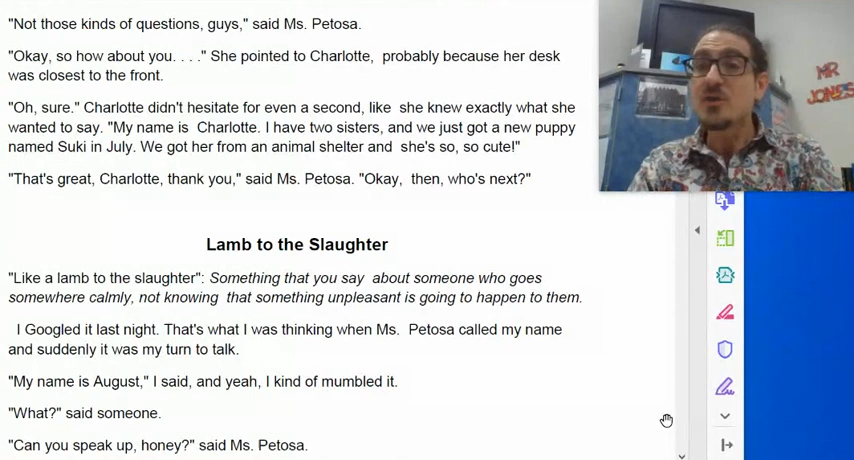 "Not those kinds of questions, guys," said Ms. Petosa.
"Okay, so how about you. . . ." She pointed to Charlotte, probably because her desk
was closest to the front.
"Oh, sure." Charlotte didn't hesitate for even a second, like she knew exactly what she
wanted to say. "My name is Charlotte. I have two sisters, and we just got a new puppy
named Suki in July. We got her from an animal shelter and she's so, so cute!"
"That's great, Charlotte, thank you," said Ms. Petosa. "Okay, then, who's next?"
MR
JONES
Lamb to the Slaughter
"Like a lamb to the slaughter": Something that you say about someone who goes
somewhere calmly, not knowing that something unpleasant is going to happen to them.
I Googled it last night. That's what I was thinking when Ms. Petosa called my name
and suddenly it was my turn to talk.
"My name is August," I said, and yeah, I kind of mumbled it.
"What?" said someone.
"Can you speak up, honey?" said Ms. Petosa.